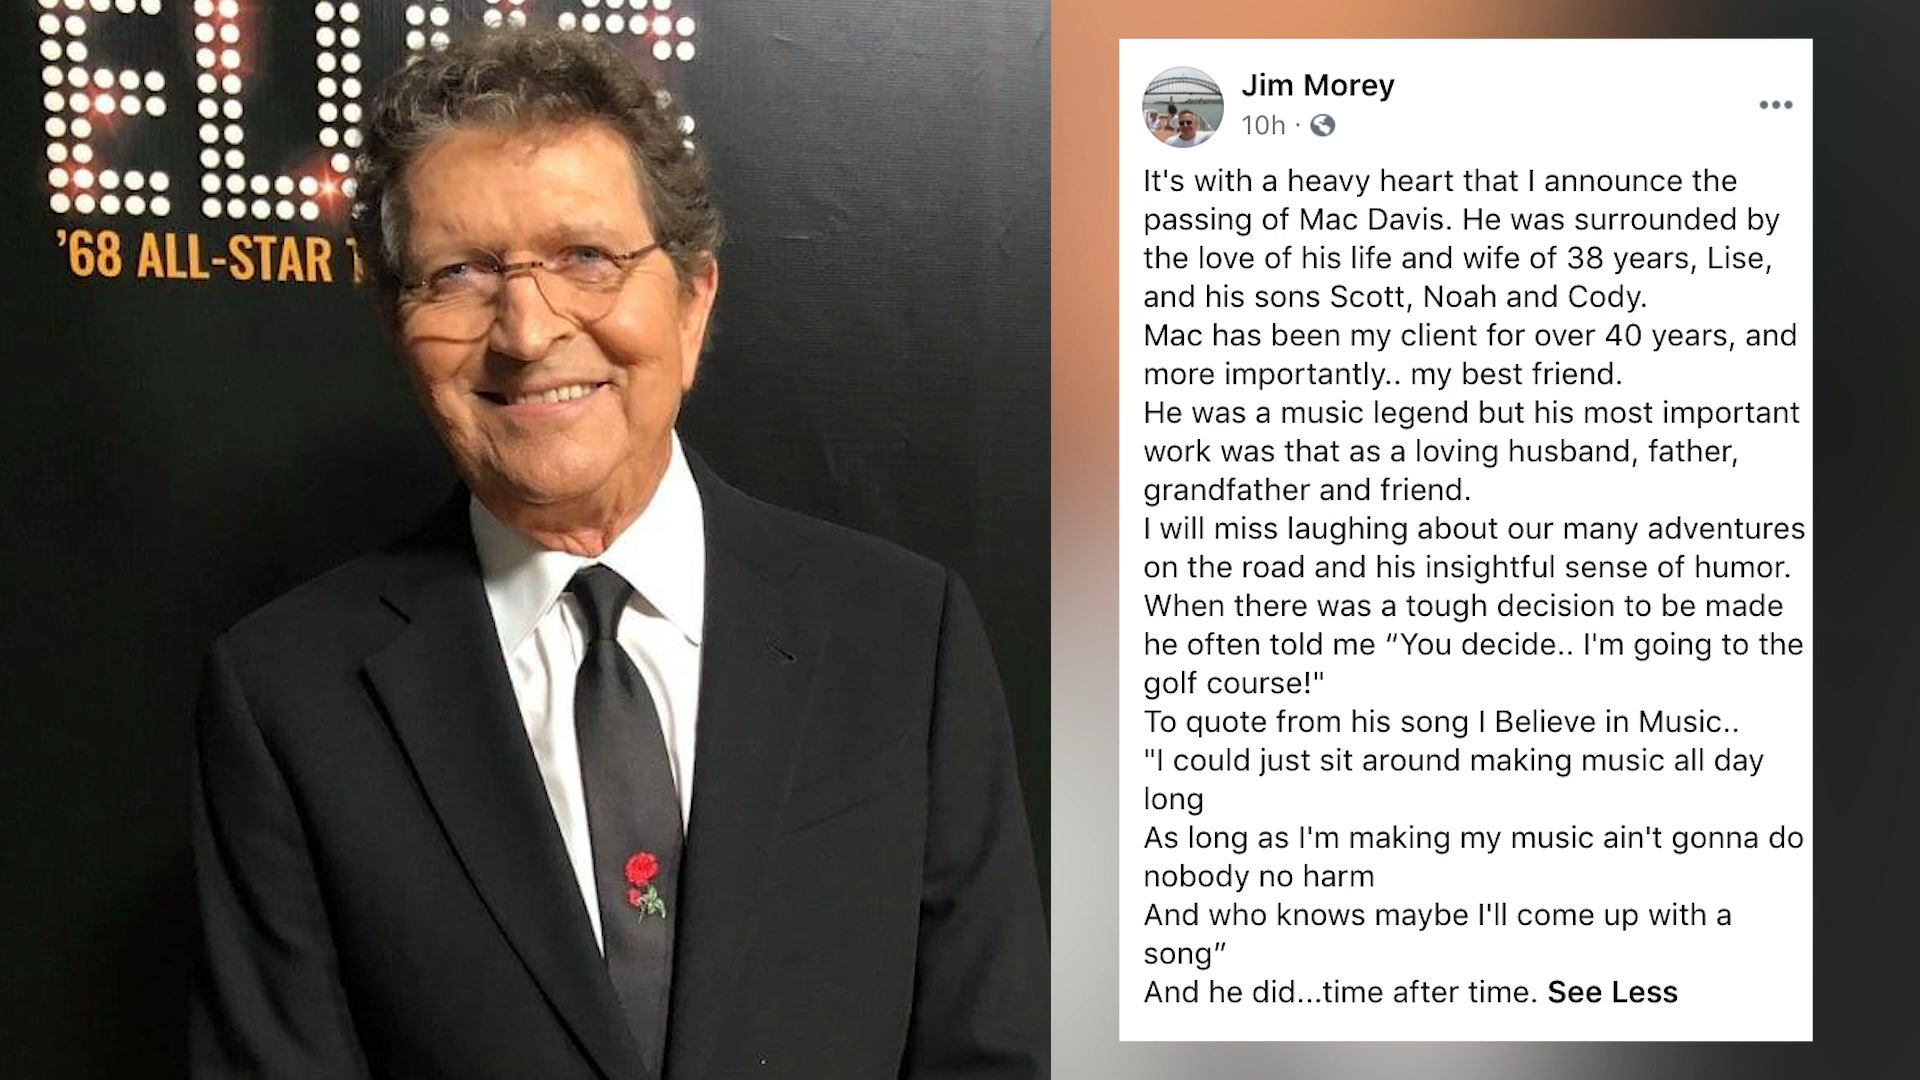 '68 ALL-STAR
Jim Morey
10h ·
It's with a heavy heart that I announce the
passing of Mac Davis. He was surrounded by
the love of his life and wife of 38 years, Lise,
and his sons Scott, Noah and Cody.
Mac has been my client for over 40 years, and
more importantly.. my best friend.
He was a music legend but his most important
work was that as a loving husband, father,
grandfather and friend.
I will miss laughing about our many adventures
on the road and his insightful sense of humor.
When there was a tough decision to be made
he often told me “You decide.. I'm going to the
golf course!"
To quote from his song I Believe in Music..
"I could just sit around making music all day
long
As long as I'm making my music ain't gonna do
nobody no harm
And who knows maybe I'll come up with a
song”
And he did...time after time. See Less